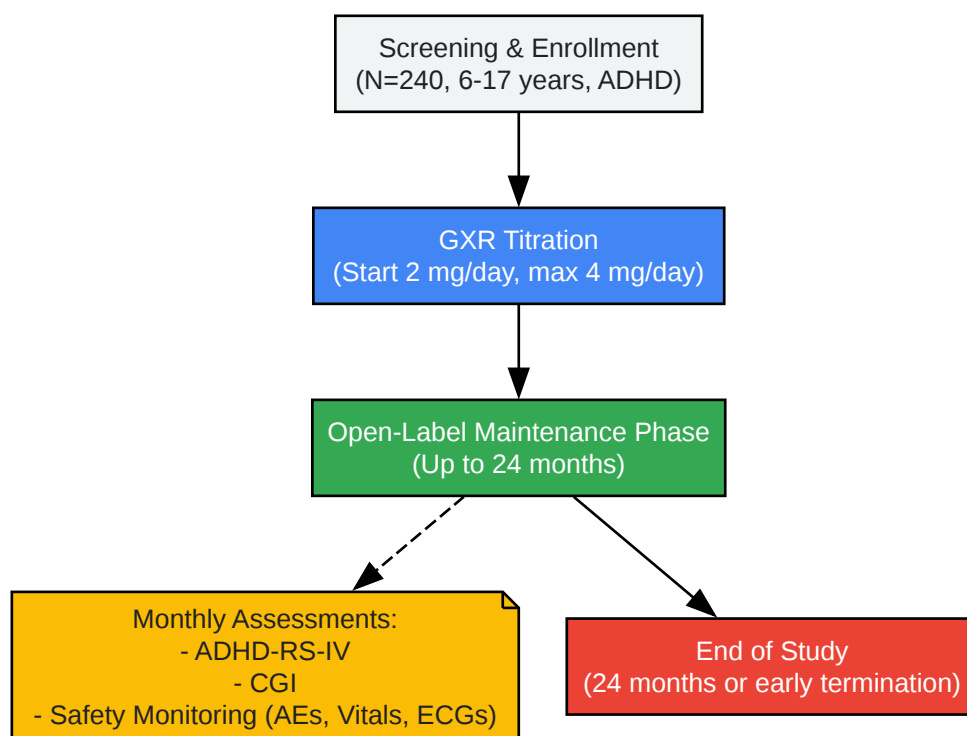 Screening & Enrollment
(N=240, 6-17 years, ADHD)
GXR Titration
(Start 2 mg/day, max 4 mg/day)
Open-Label Maintenance Phase
(Up to 24 months)
Monthly Assessments:
- ADHD-RS-IV
- CGI
- Safety Monitoring (AEs, Vitals, ECGs)
End of Study
(24 months or early termination)